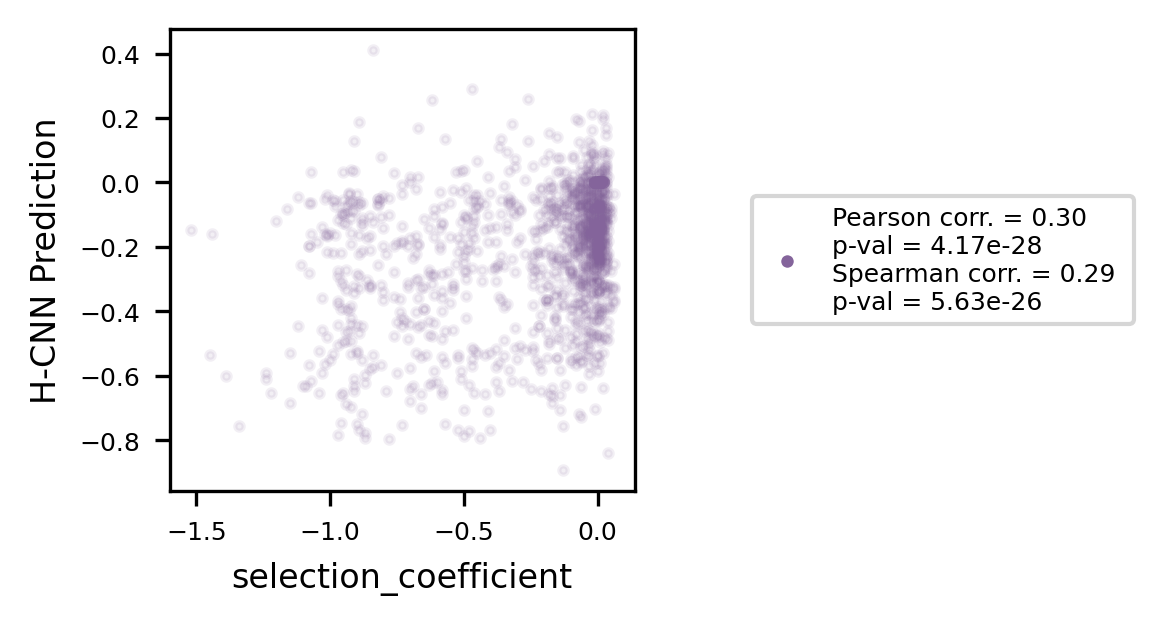 0.4
0.2
0.0
−0.2
−0.4
−0.6
−0.8
H-CNN Prediction
−1.5
−1.0
−0.5
0.0
selection_coefficient
Pearson corr. = 0.30
p-val = 4.17e-28
Spearman corr. = 0.29
p-val = 5.63e-26